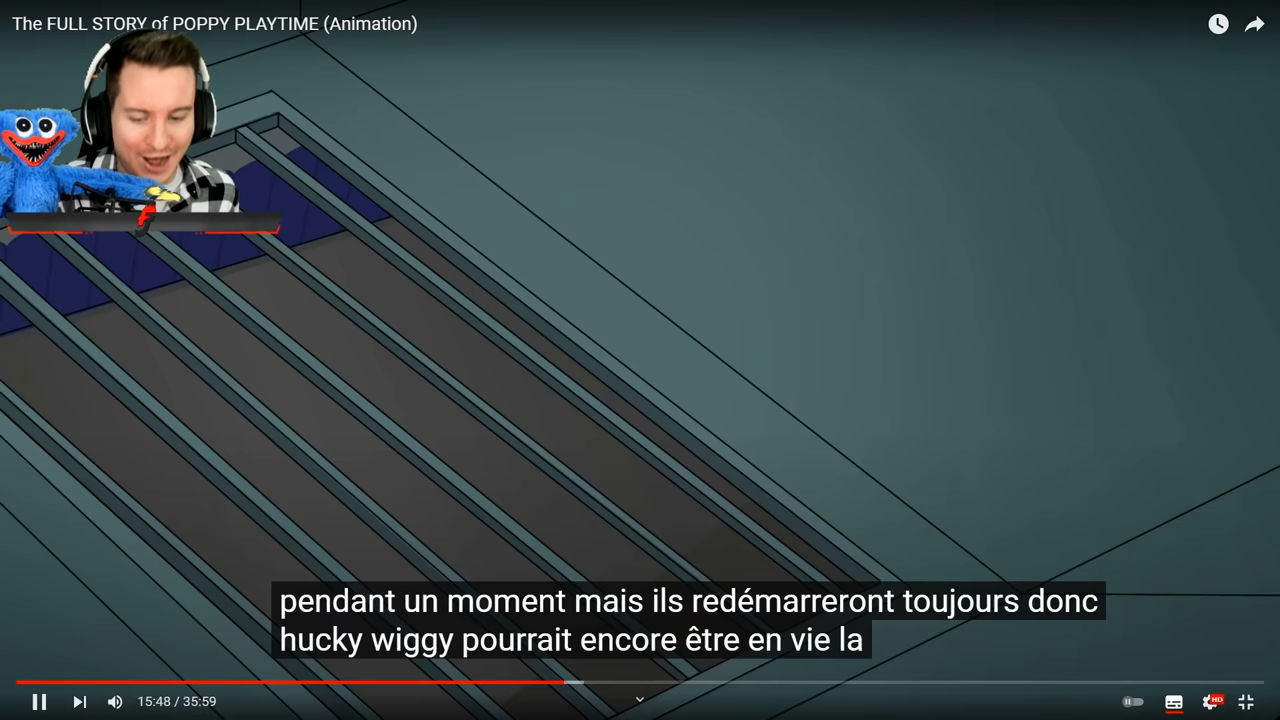 The FULL STORY of POPPY PLAYTIME (Animation)
pendant un moment mais ils redémarreront toujours donc
hucky wiggy pourrait encore être en vie la
15:48 / 35:59
HD